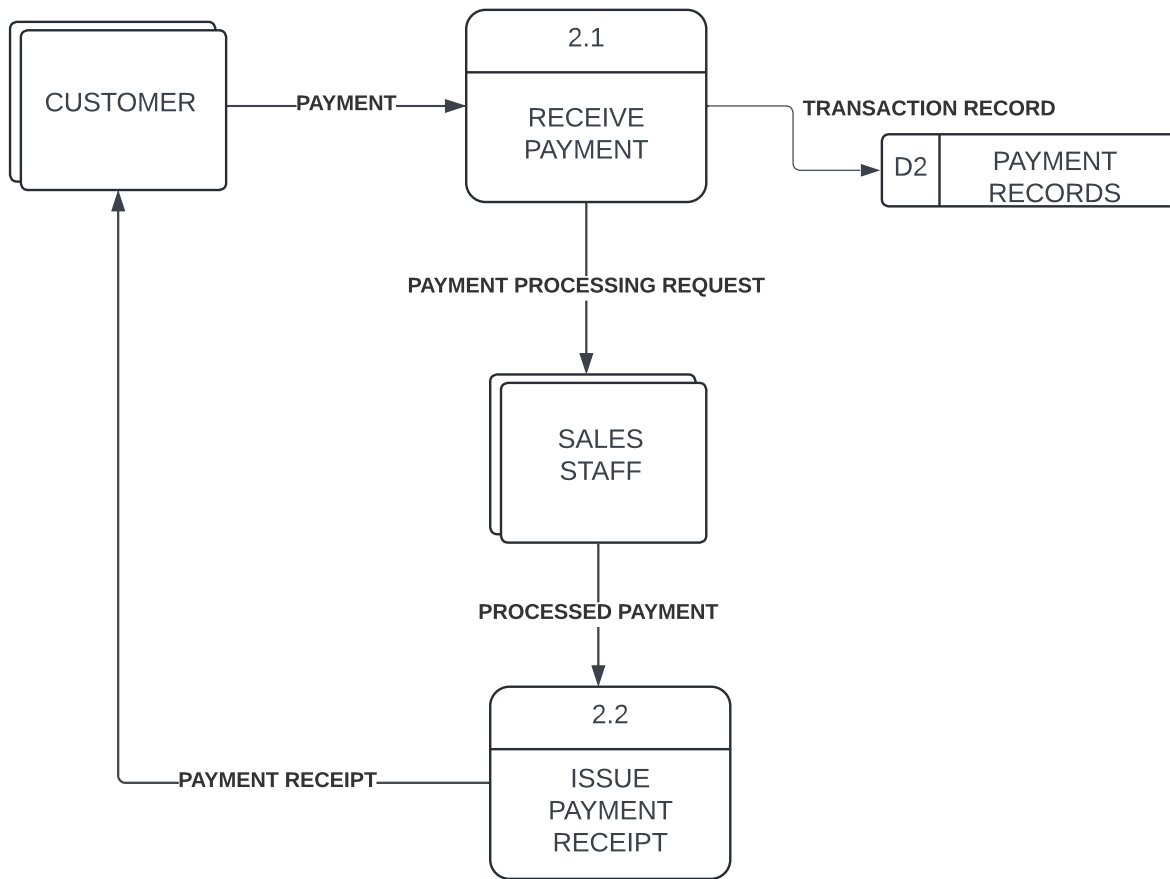 2.1
CUSTOMER
PAYMENT
RECEIVE
PAYMENT
TRANSACTION RECORD
D2
PAYMENT
RECORDS
PAYMENT PROCESSING REQUEST
SALES
STAFF
PROCESSED PAYMENT
2.2
PAYMENT RECEIPT
ISSUE
PAYMENT
RECEIPT